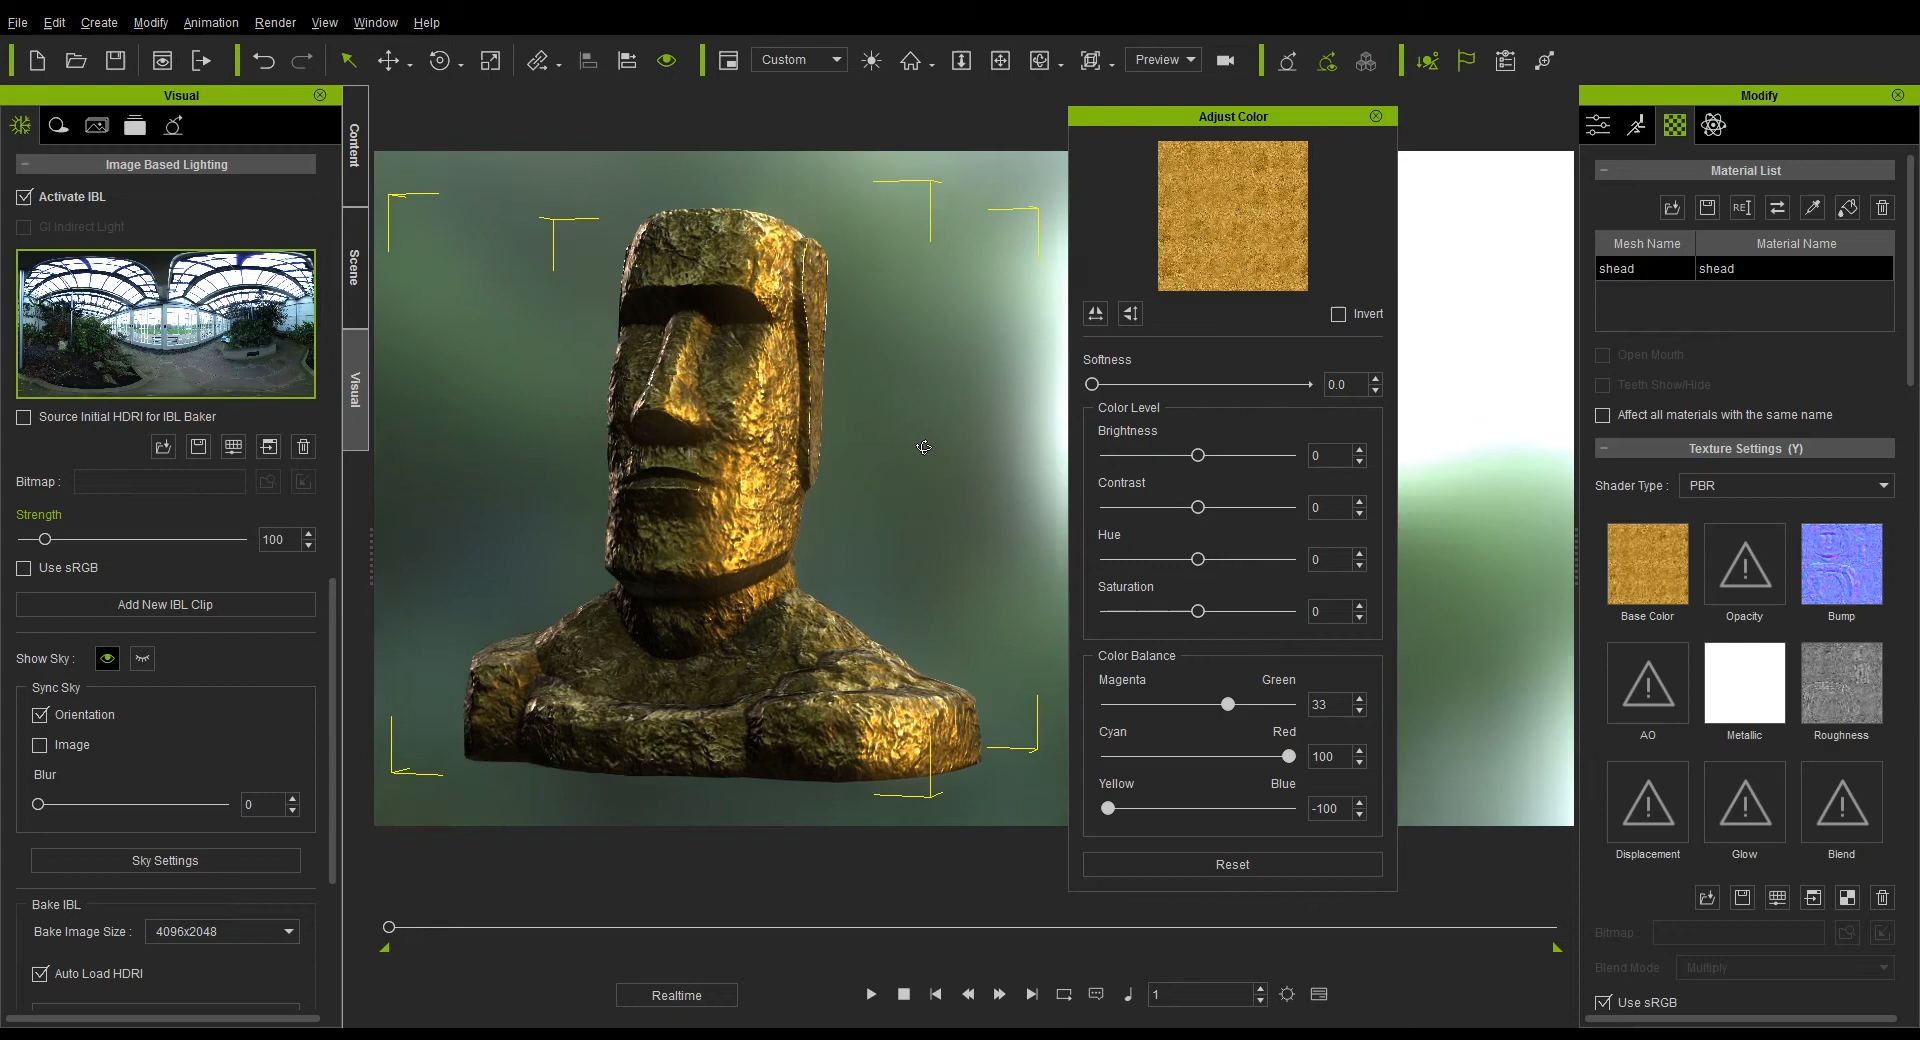 File Edit Create Modify Animation Render View Window Help
Custom
Preview
Visual
Image Based Lighting
Activate IBL
GI Indirect Light
Source Initial HDRI for IBL Baker
Bitmap :
Strength
100
Use sRGB
Add New IBL Clip
Show Sky :
Sync Sky
Orientation
Image
Blur
0
Sky Settings
Bake IBL
Bake Image Size : 4096x2048
Auto Load HDRI
Content
Scene
Visual
Adjust Color
Invert
Softness
0.0
Color Level
Brightness
0
Contrast
0
Hue
0
Saturation
0
Color Balance
Magenta Green
33
Cyan Red
100
Yellow Blue
-100
Reset
Realtime
1
Modify
Material List
RE
Mesh Name Material Name
shead shead
Open Mouth
Teeth Show/Hide
Affect all materials with the same name
Texture Settings (Y)
Shader Type : PBR
Base Color Opacity Bump
AO Metallic Roughness
Displacement Glow Blend
Bitmap:
Blend Mode Multiply
Use sRGB